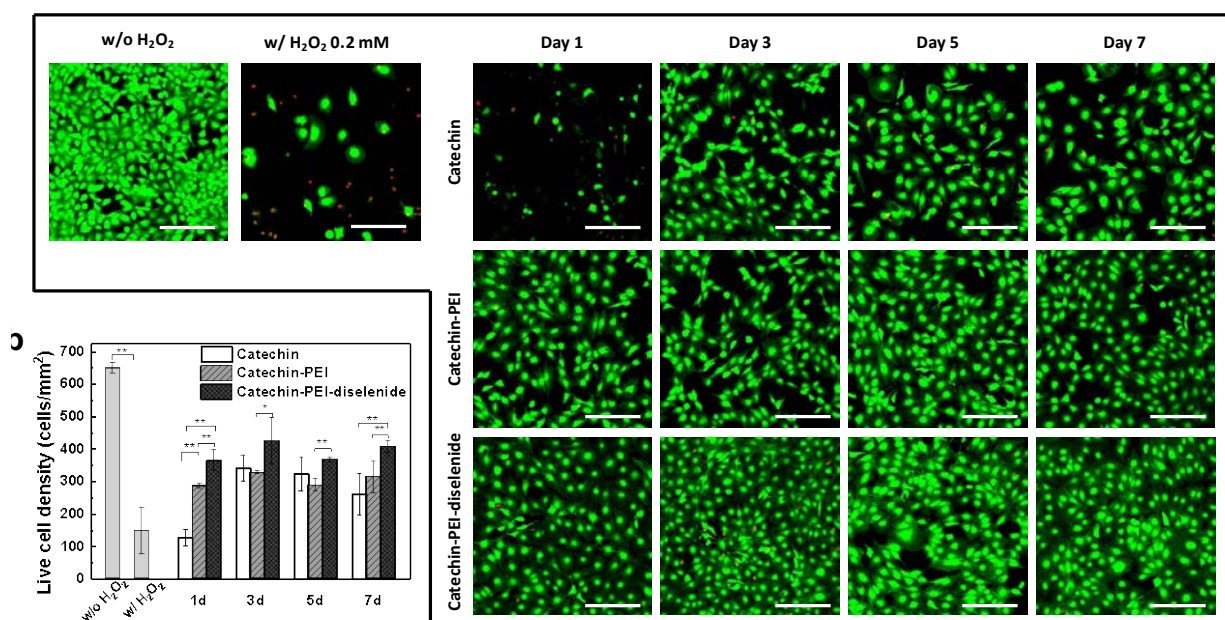 w/o H₂O₂
w/ H₂O₂ 0.2 mM
Day 1
Day 3
Day 5
Day 7
Catechin
Catechin-PEI
Catechin-PEI-diselenide
b
Live cell density (cells/mm²)
700
600
500
400
300
200
100
0
**
Catechin
Catechin-PEI
Catechin-PEI-diselenide
**
**
**
*
**
**
**
w/o H₂O₂
w/ H₂O₂
1d
3d
5d
7d